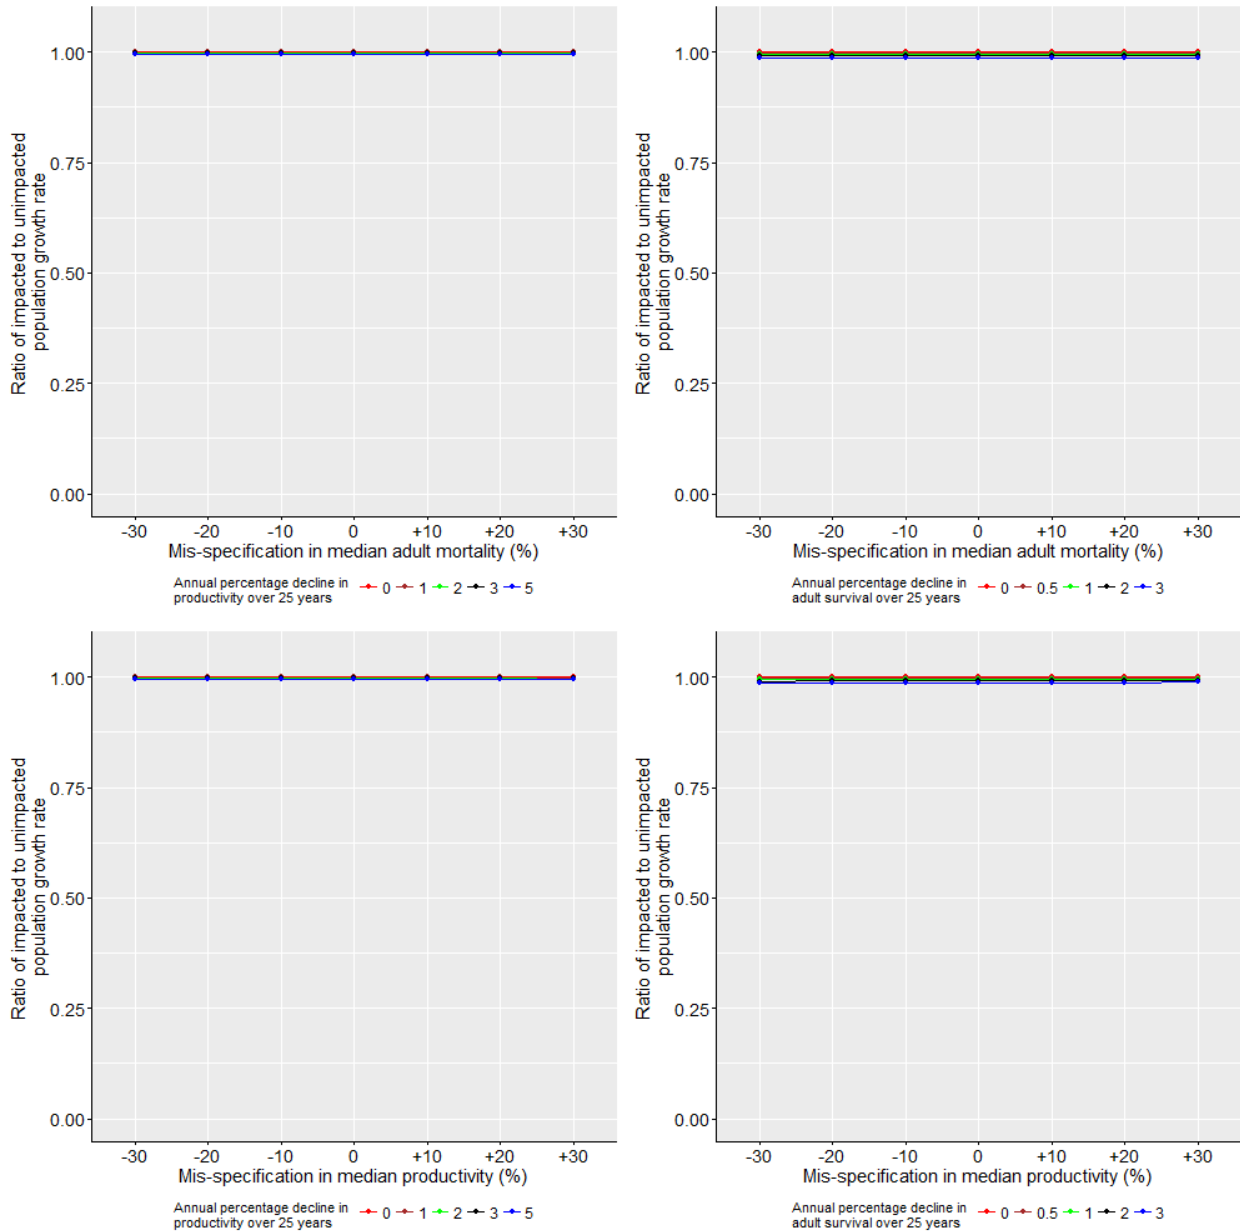 Ratio of impacted to unimpacted
population growth rate
1.00
0.75
0.50
0.25
0.00
-30 -20 -10 0 +10 +20 +30
Mis-specification in median adult mortality (%)
Annual percentage decline in
productivity over 25 years
0 1 2 3 5
Ratio of impacted to unimpacted
population growth rate
1.00
0.75
0.50
0.25
0.00
-30 -20 -10 0 +10 +20 +30
Mis-specification in median adult mortality (%)
Annual percentage decline in
adult survival over 25 years
0 0.5 1 2 3
Ratio of impacted to unimpacted
population growth rate
1.00
0.75
0.50
0.25
0.00
-30 -20 -10 0 +10 +20 +30
Mis-specification in median productivity (%)
Annual percentage decline in
productivity over 25 years
0 1 2 3 5
Ratio of impacted to unimpacted
population growth rate
1.00
0.75
0.50
0.25
0.00
-30 -20 -10 0 +10 +20 +30
Mis-specification in median productivity (%)
Annual percentage decline in
adult survival over 25 years
0 0.5 1 2 3